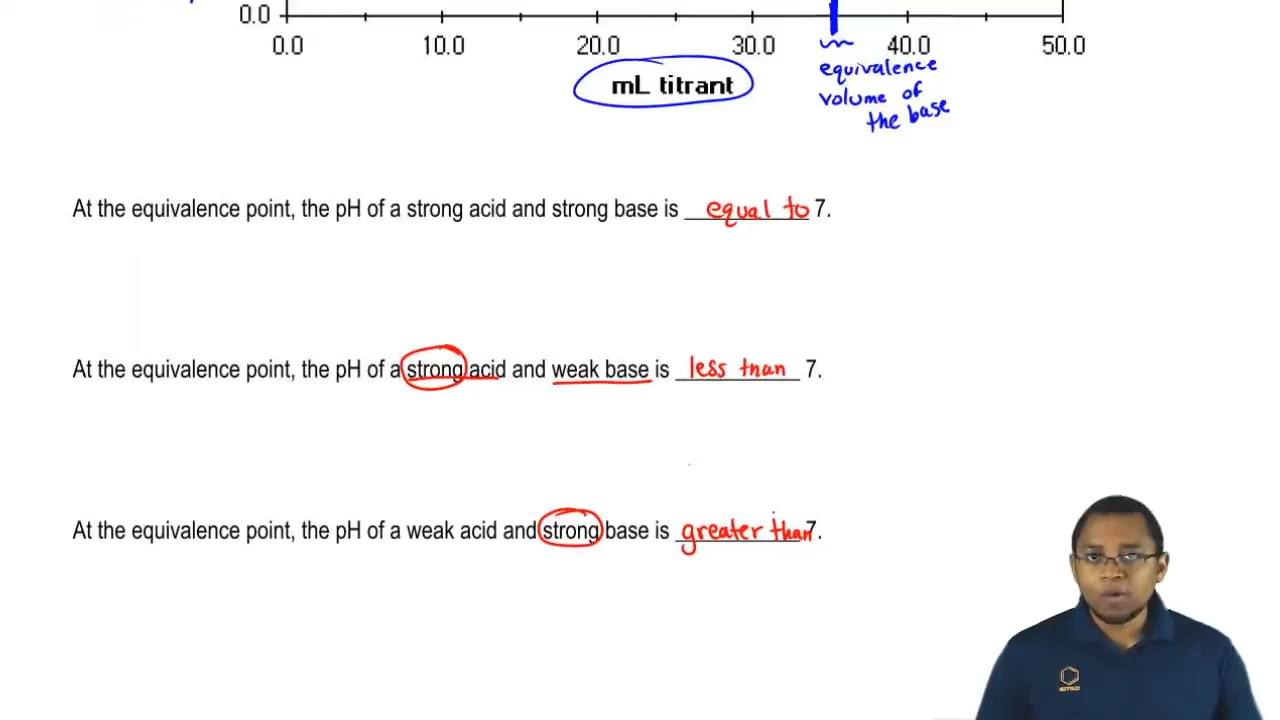 0.0
0.0 10.0 20.0 30.0 40.0 50.0
mL titrant
equivalence
volume of
the base
At the equivalence point, the pH of a strong acid and strong base is equal to 7.
At the equivalence point, the pH of a strong acid and weak base is less than 7.
At the equivalence point, the pH of a weak acid and strong base is greater than 7.